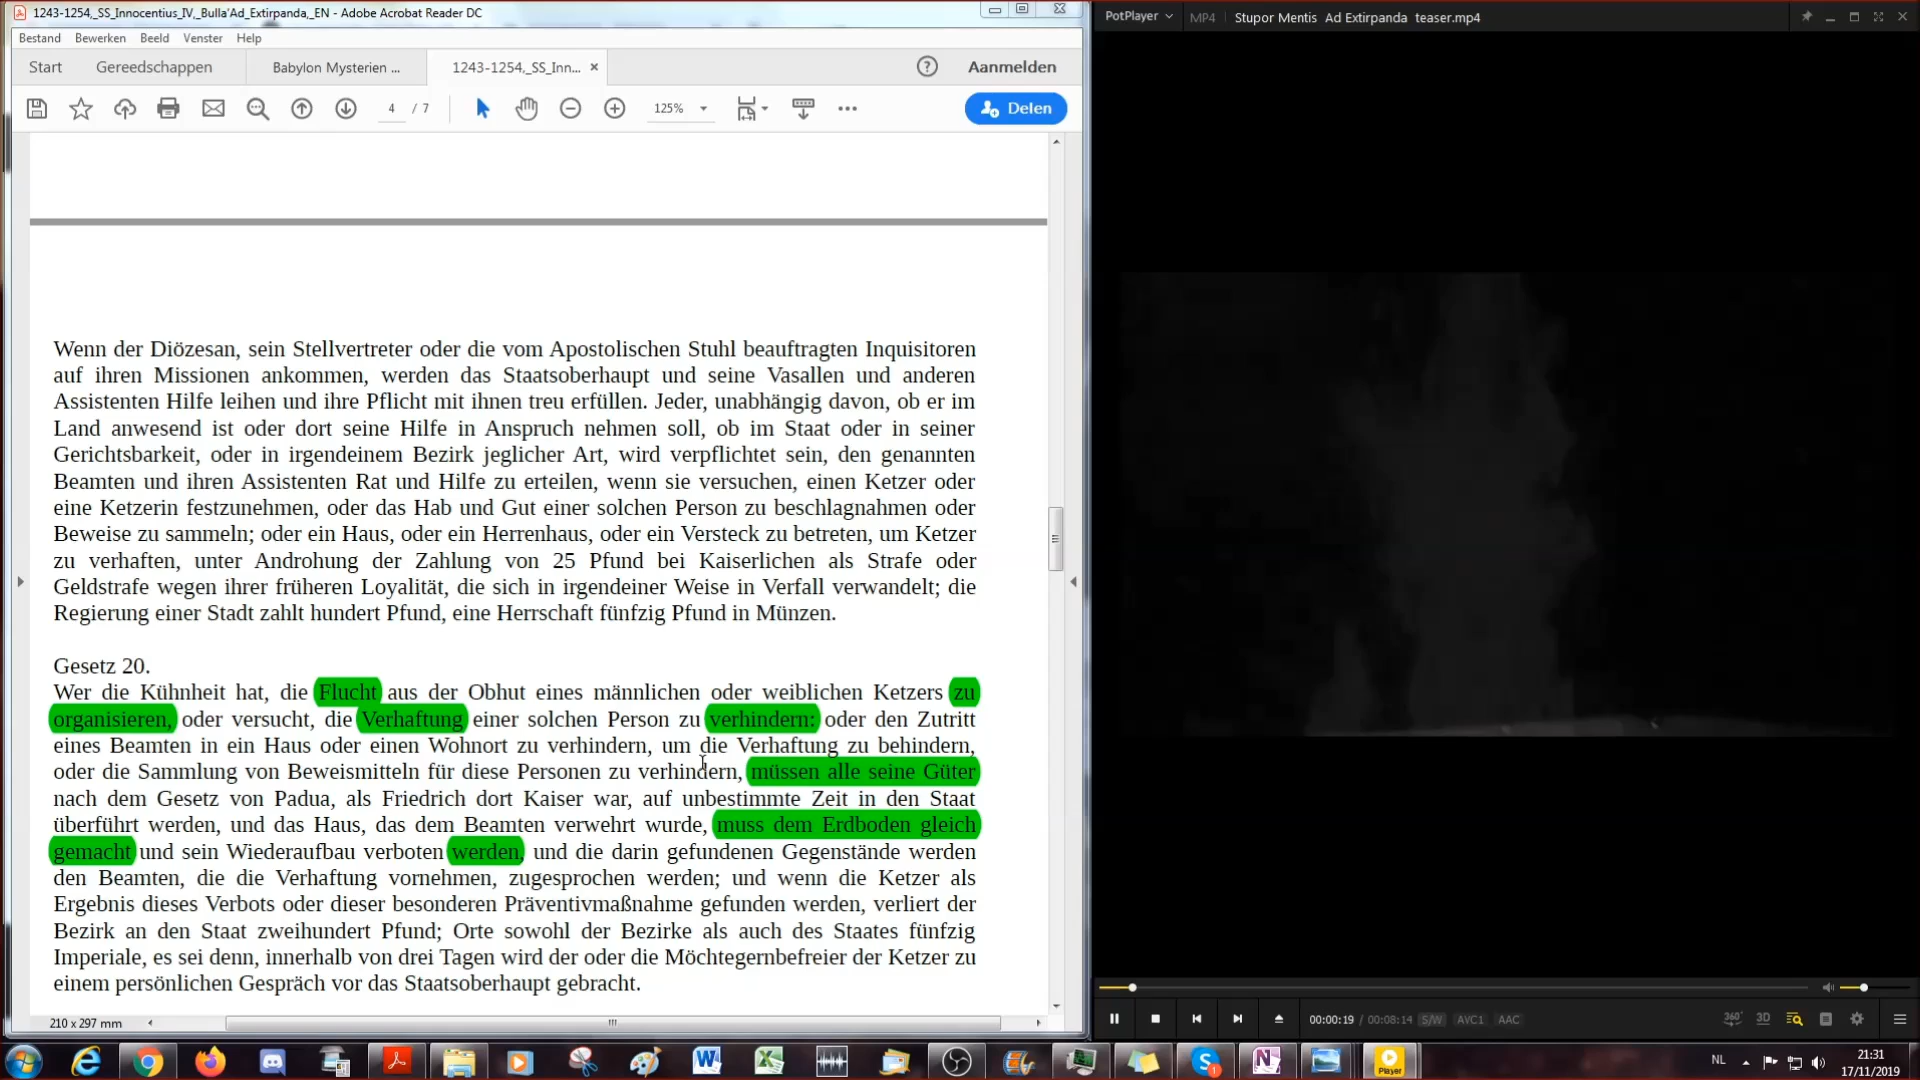 1243-1254,_SS_Innocentius_IV,_Bulla'Ad_Extirpanda,_EN - Adobe Acrobat Reader DC
Bestand Bewerken Beeld Venster Help
Start Gereedschappen Babylon Mysterien ... 1243-1254,_SS_Inn... × Aanmelden
4 / 7 125% Delen
Wenn der Diözesan, sein Stellvertreter oder die vom Apostolischen Stuhl beauftragten Inquisitoren
auf ihren Missionen ankommen, werden das Staatsoberhaupt und seine Vasallen und anderen
Assistenten Hilfe leihen und ihre Pflicht mit ihnen treu erfüllen. Jeder, unabhängig davon, ob er im
Land anwesend ist oder dort seine Hilfe in Anspruch nehmen soll, ob im Staat oder in seiner
Gerichtsbarkeit, oder in irgendeinem Bezirk jeglicher Art, wird verpflichtet sein, den genannten
Beamten und ihren Assistenten Rat und Hilfe zu erteilen, wenn sie versuchen, einen Ketzer oder
eine Ketzerin festzunehmen, oder das Hab und Gut einer solchen Person zu beschlagnahmen oder
Beweise zu sammeln; oder ein Haus, oder ein Herrenhaus, oder ein Versteck zu betreten, um Ketzer
zu verhaften, unter Androhung der Zahlung von 25 Pfund bei Kaiserlichen als Strafe oder
Geldstrafe wegen ihrer früheren Loyalität, die sich in irgendeiner Weise in Verfall verwandelt; die
Regierung einer Stadt zahlt hundert Pfund, eine Herrschaft fünfzig Pfund in Münzen.
Gesetz 20.
Wer die Kühnheit hat, die Flucht aus der Obhut eines männlichen oder weiblichen Ketzers zu
organisieren, oder versucht, die Verhaftung einer solchen Person zu verhindern: oder den Zutritt
eines Beamten in ein Haus oder einen Wohnort zu verhindern, um die Verhaftung zu behindern,
oder die Sammlung von Beweismitteln für diese Personen zu verhindern, müssen alle seine Güter
nach dem Gesetz von Padua, als Friedrich dort Kaiser war, auf unbestimmte Zeit in den Staat
überführt werden, und das Haus, das dem Beamten verwehrt wurde, muss dem Erdboden gleich
gemacht und sein Wiederaufbau verboten werden, und die darin gefundenen Gegenstände werden
den Beamten, die die Verhaftung vornehmen, zugesprochen werden; und wenn die Ketzer als
Ergebnis dieses Verbots oder dieser besonderen Präventivmaßnahme gefunden werden, verliert der
Bezirk an den Staat zweihundert Pfund; Orte sowohl der Bezirke als auch des Staates fünfzig
Imperiale, es sei denn, innerhalb von drei Tagen wird der oder die Möchtegernbefreier der Ketzer zu
einem persönlichen Gespräch vor das Staatsoberhaupt gebracht.
210 x 297 mm
PotPlayer MP4 Stupor Mentis Ad Extirpanda teaser.mp4
00:00:19 / 00:08:14 S/W AVC1 AAC
360° 3D
Player
NL
21:31
17/11/2019